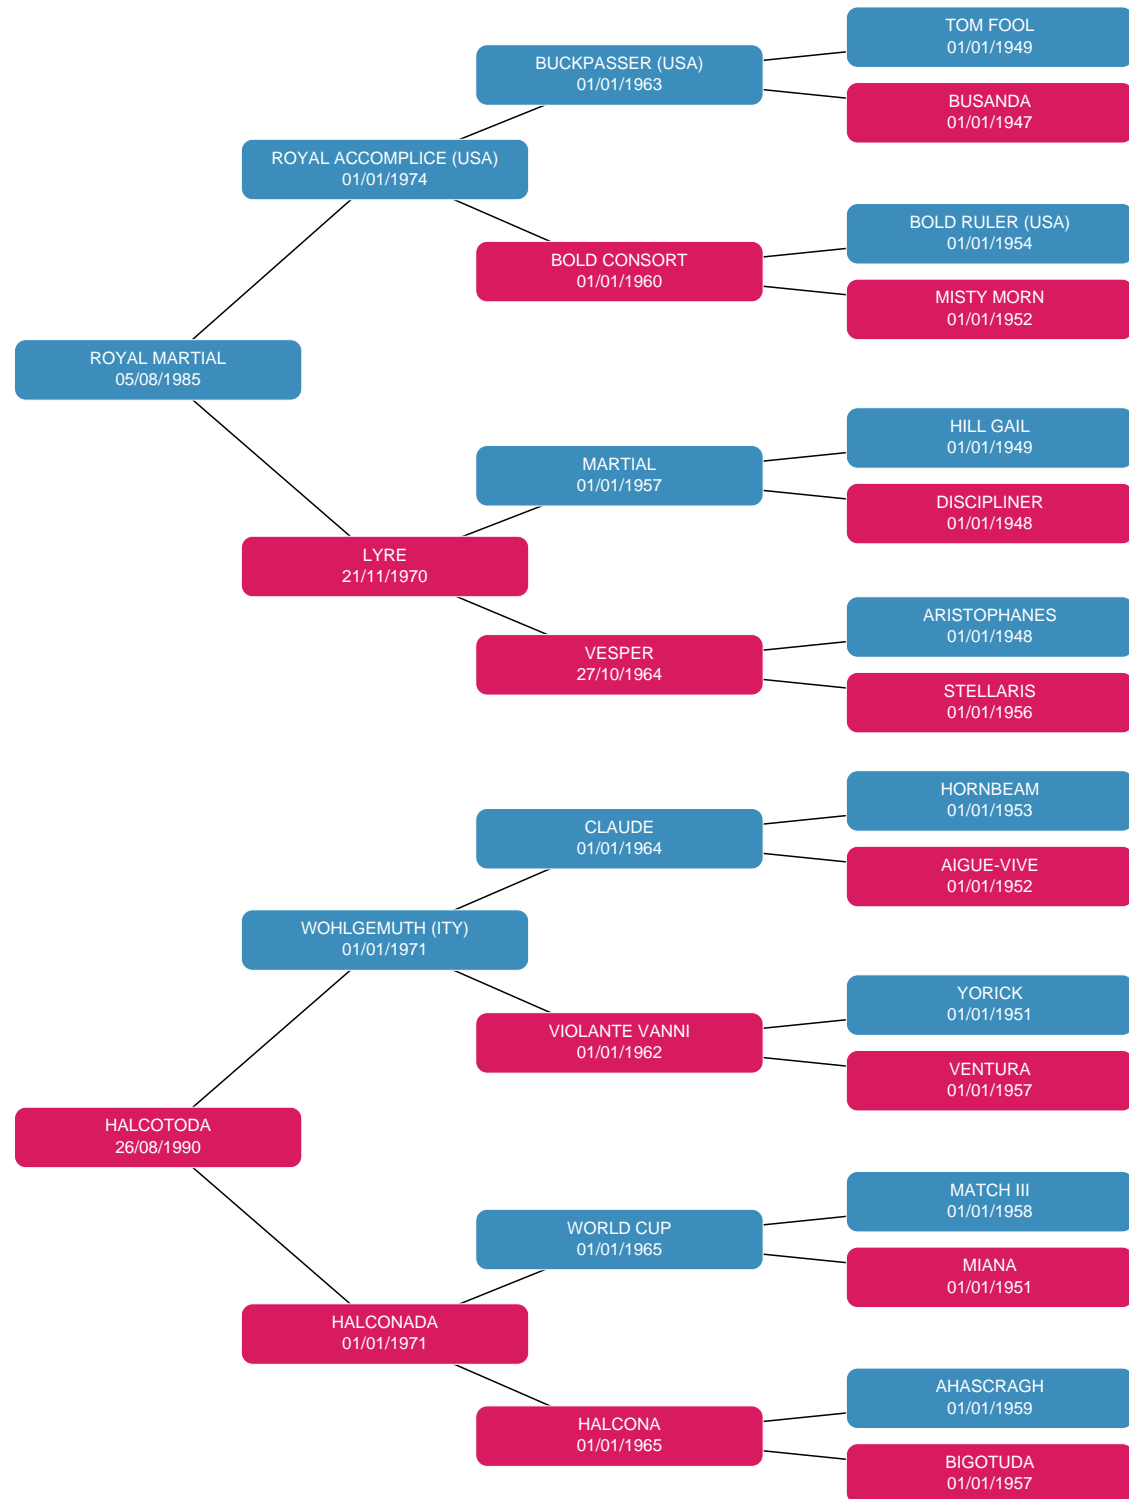 TOM FOOL
01/01/1949
BUCKPASSER (USA)
01/01/1963
BUSANDA
01/01/1947
ROYAL ACCOMPLICE (USA)
01/01/1974
BOLD RULER (USA)
01/01/1954
BOLD CONSORT
01/01/1960
MISTY MORN
01/01/1952
ROYAL MARTIAL
05/08/1985
HILL GAIL
01/01/1949
MARTIAL
01/01/1957
DISCIPLINER
01/01/1948
LYRE
21/11/1970
ARISTOPHANES
01/01/1948
VESPER
27/10/1964
STELLARIS
01/01/1956
HORNBEAM
01/01/1953
CLAUDE
01/01/1964
AIGUE-VIVE
01/01/1952
WOHLGEMUTH (ITY)
01/01/1971
YORICK
01/01/1951
VIOLANTE VANNI
01/01/1962
VENTURA
01/01/1957
HALCOTODA
26/08/1990
MATCH III
01/01/1958
WORLD CUP
01/01/1965
MIANA
01/01/1951
HALCONADA
01/01/1971
AHASCRAGH
01/01/1959
HALCONA
01/01/1965
BIGOTUDA
01/01/1957